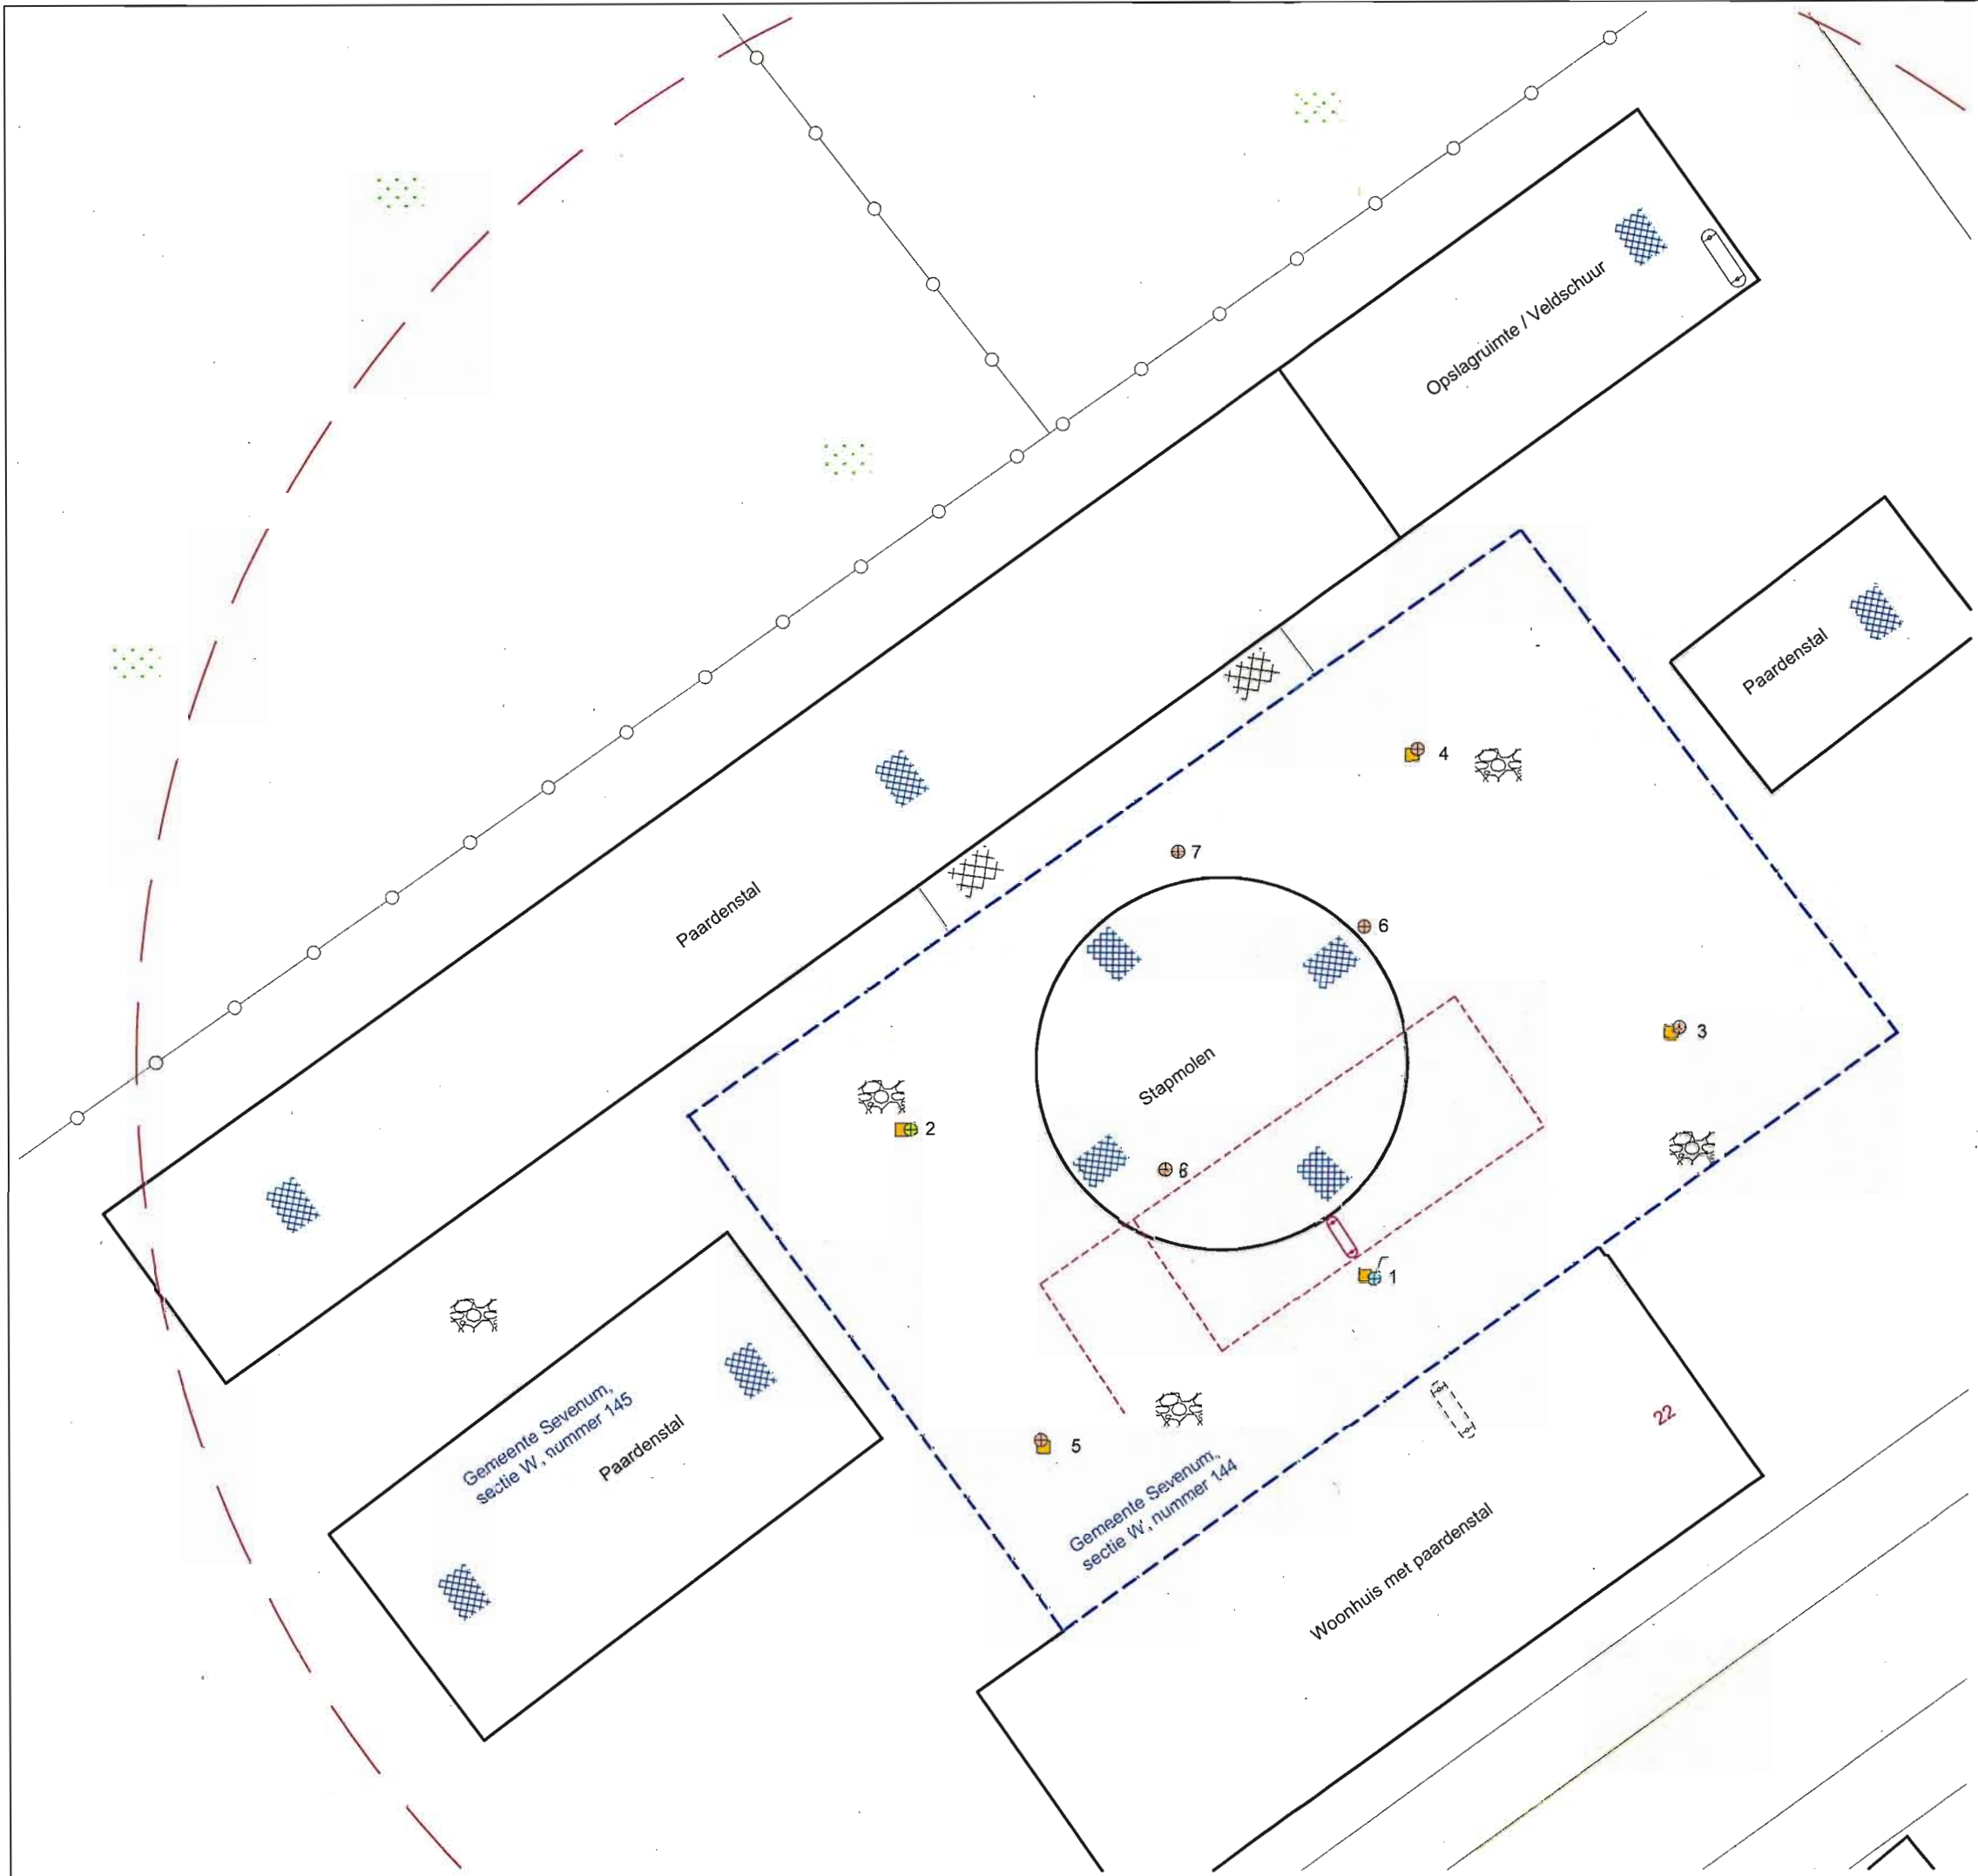 Opslagruimte / Veldschuur
Paardenstal
4
7
6
Paardenstal
3
Stapmolen
2
6
1
22
Gemeente Sevenum,
sectie W, nummer 145
Paardenstal
5
Gemeente Sevenum,
sectie W, nummer 144
Woonhuis met paardenstal